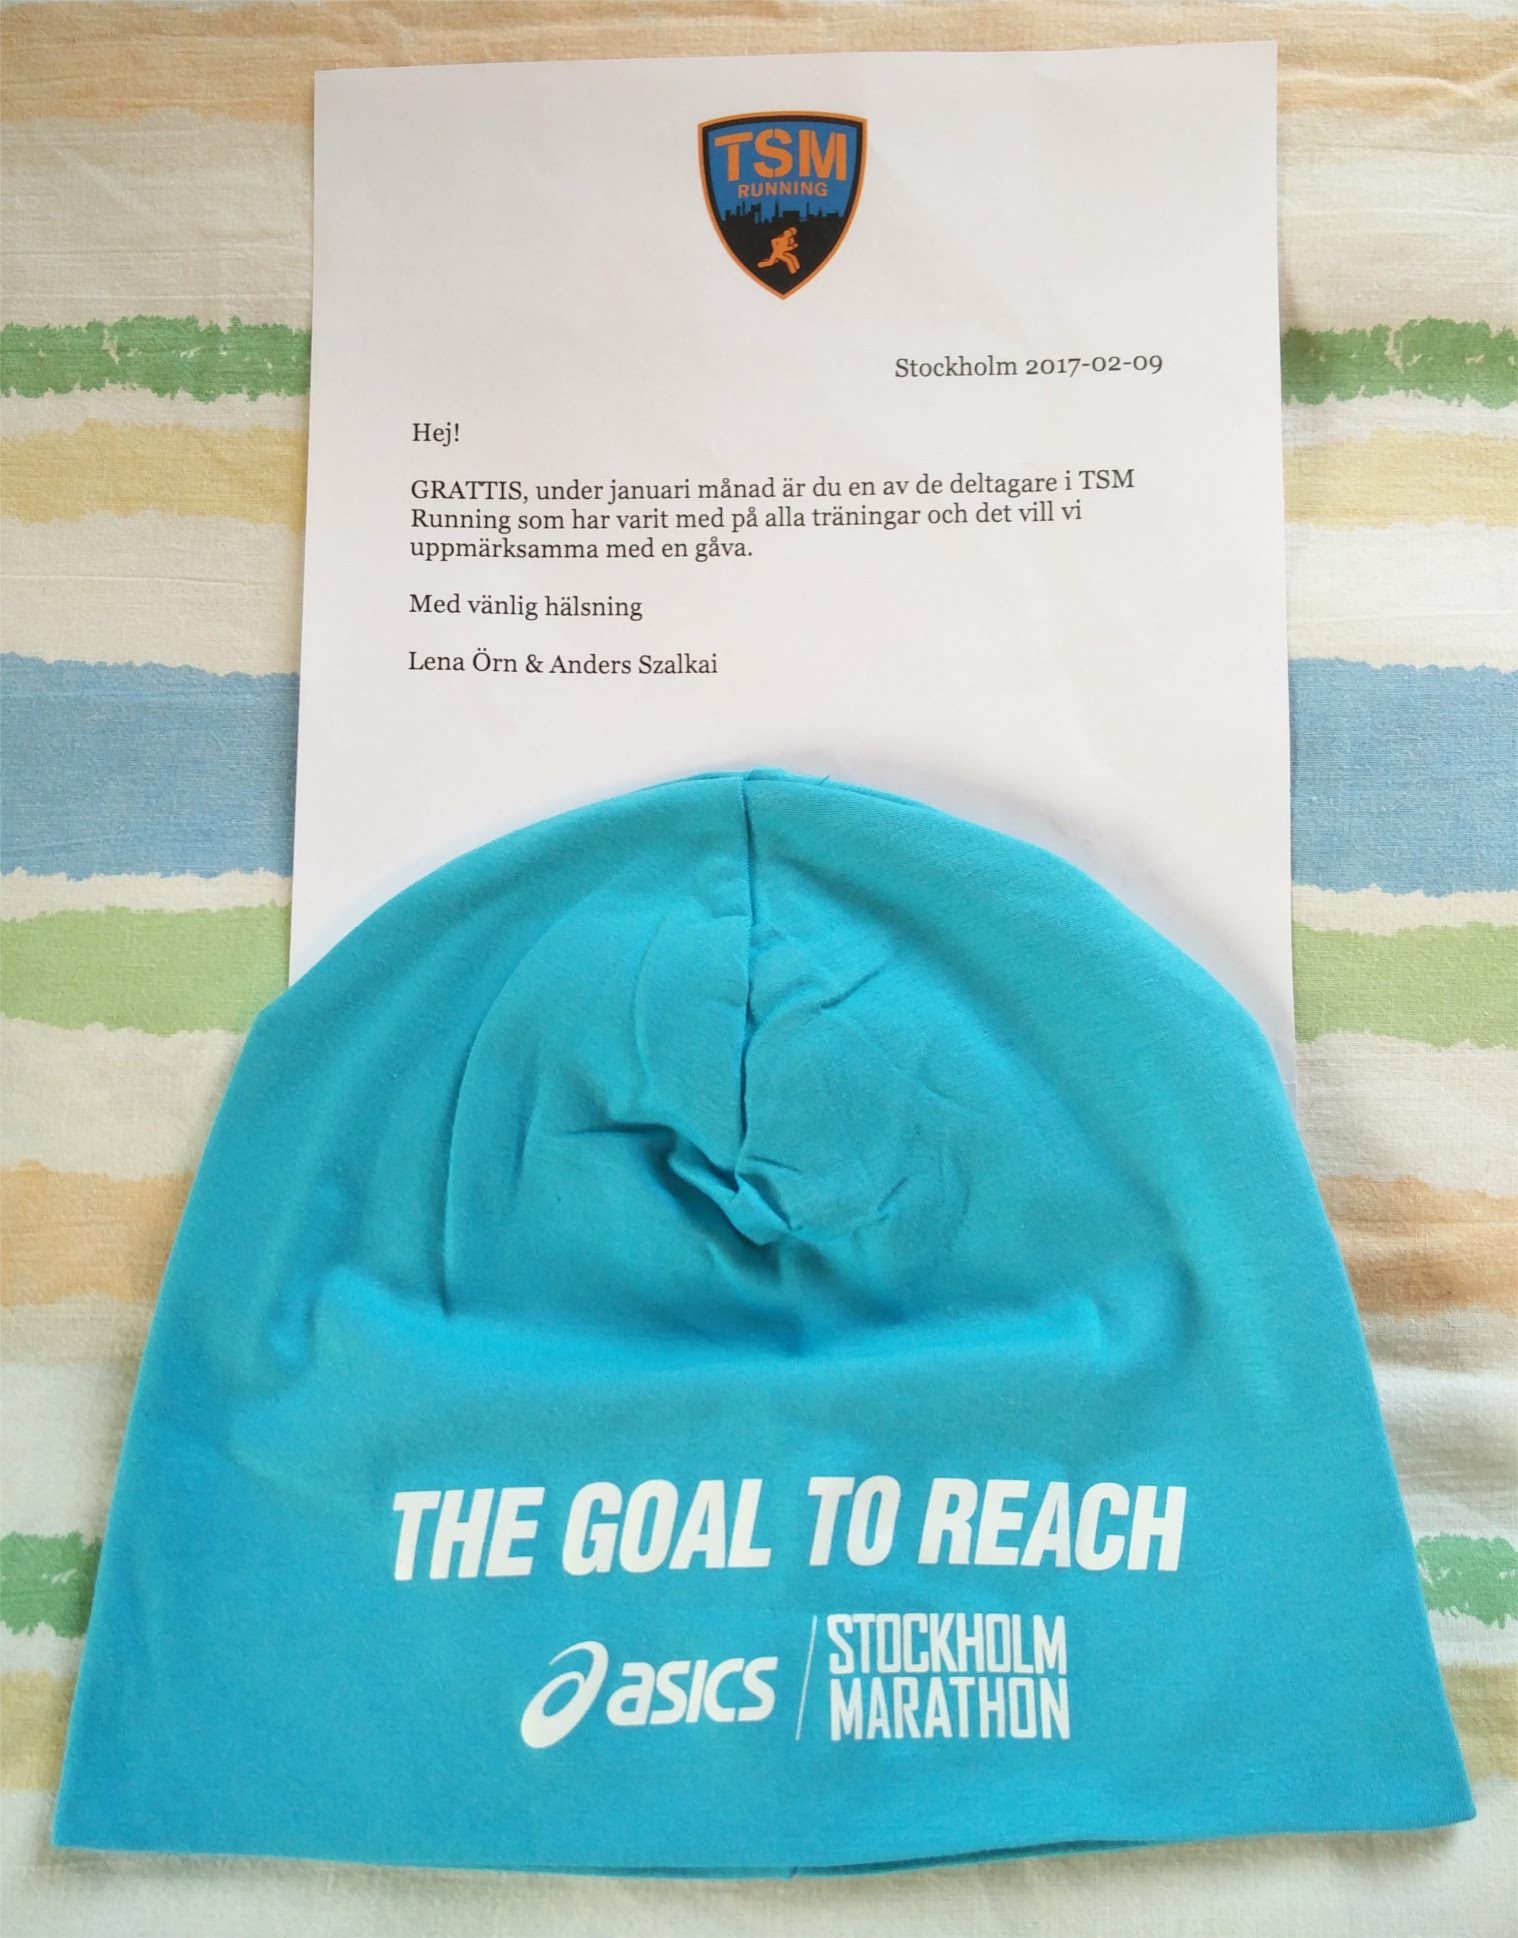 TSM
RUNNING
Stockholm 2017-02-09
Hej!
GRATTIS, under januari månad är du en av de deltagare i TSM
Running som har varit med på alla träningar och det vill vi
uppmärksamma med en gåva.
Med vänlig hälsning
Lena Örn & Anders Szalkai
THE GOAL TO REACH
asics
STOCKHOLM
MARATHON